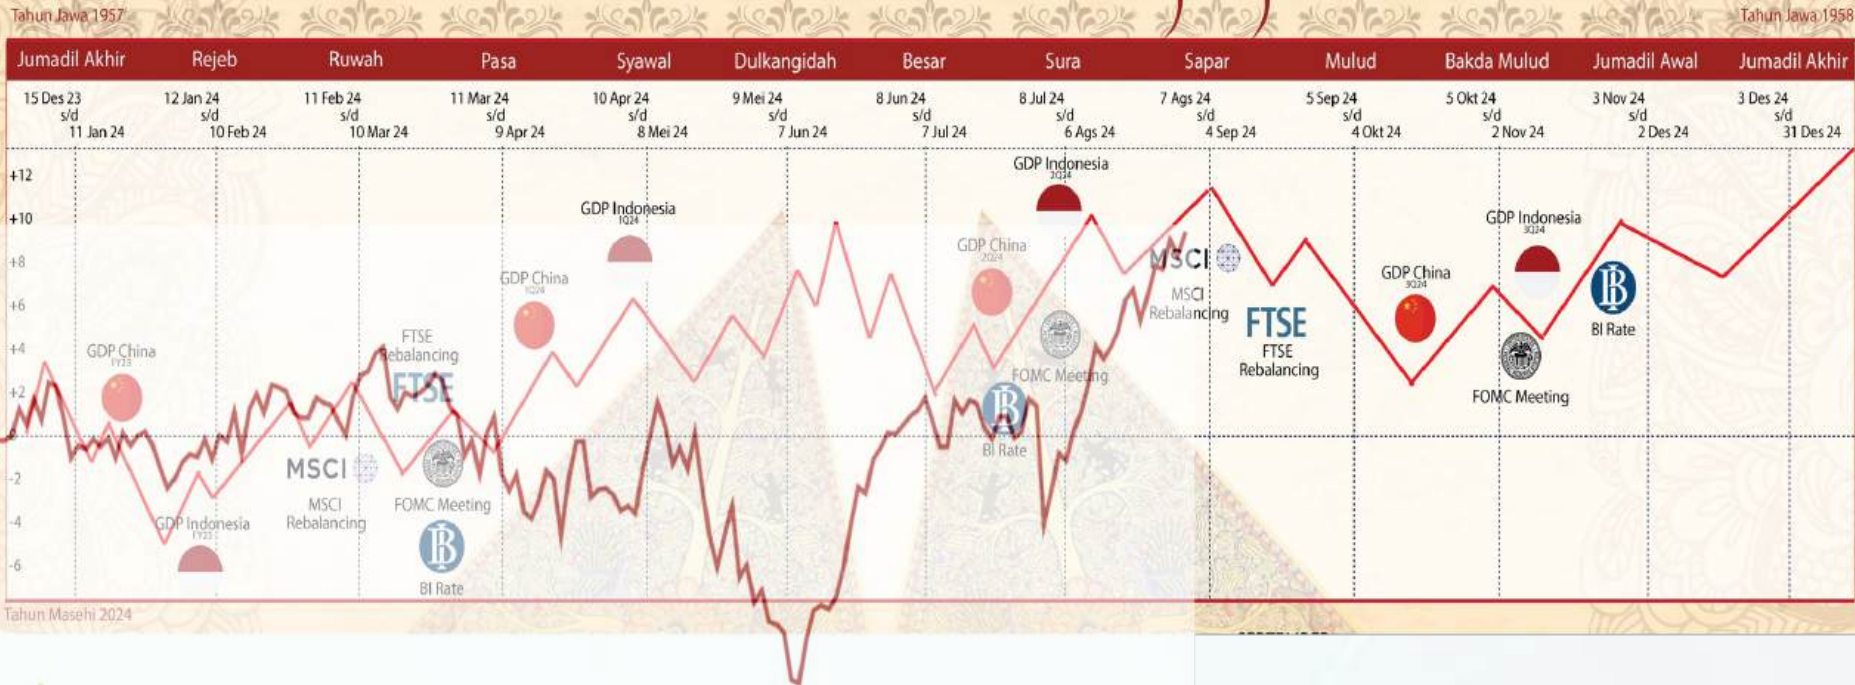 Tahun Jawa 1957
Tahun Jawa 1958
Jumadil Akhir
Rejeb
Ruwah
Pasa
Syawal
Dulkangidah
Besar
Sura
Sapar
Mulud
Bakda Mulud
Jumadil Awal
Jumadil Akhir
15 Des 23
s/d
11 Jan 24
12 Jan 24
s/d
10 Feb 24
11 Feb 24
s/d
10 Mar 24
11 Mar 24
s/d
9 Apr 24
10 Apr 24
s/d
8 Mei 24
9 Mei 24
s/d
7 Jun 24
8 Jun 24
s/d
7 Jul 24
8 Jul 24
s/d
6 Ags 24
7 Ags 24
s/d
4 Sep 24
5 Sep 24
s/d
4 Okt 24
5 Okt 24
s/d
2 Nov 24
3 Nov 24
s/d
2 Des 24
3 Des 24
s/d
31 Des 24
+12
+10
+8
+6
+4
+2
0
-2
-4
-6
GDP China
FY23
GDP Indonesia
FY23
MSCI
MSCI
Rebalancing
FTSE
Rebalancing
FTSE
FOMC Meeting
BI Rate
GDP China
1Q24
GDP Indonesia
1Q24
GDP China
2Q24
BI Rate
GDP Indonesia
2Q24
FOMC Meeting
MSCI
MSCI
Rebalancing
FTSE
FTSE
Rebalancing
GDP China
3Q24
GDP Indonesia
3Q24
FOMC Meeting
BI Rate
Tahun Masehi 2024